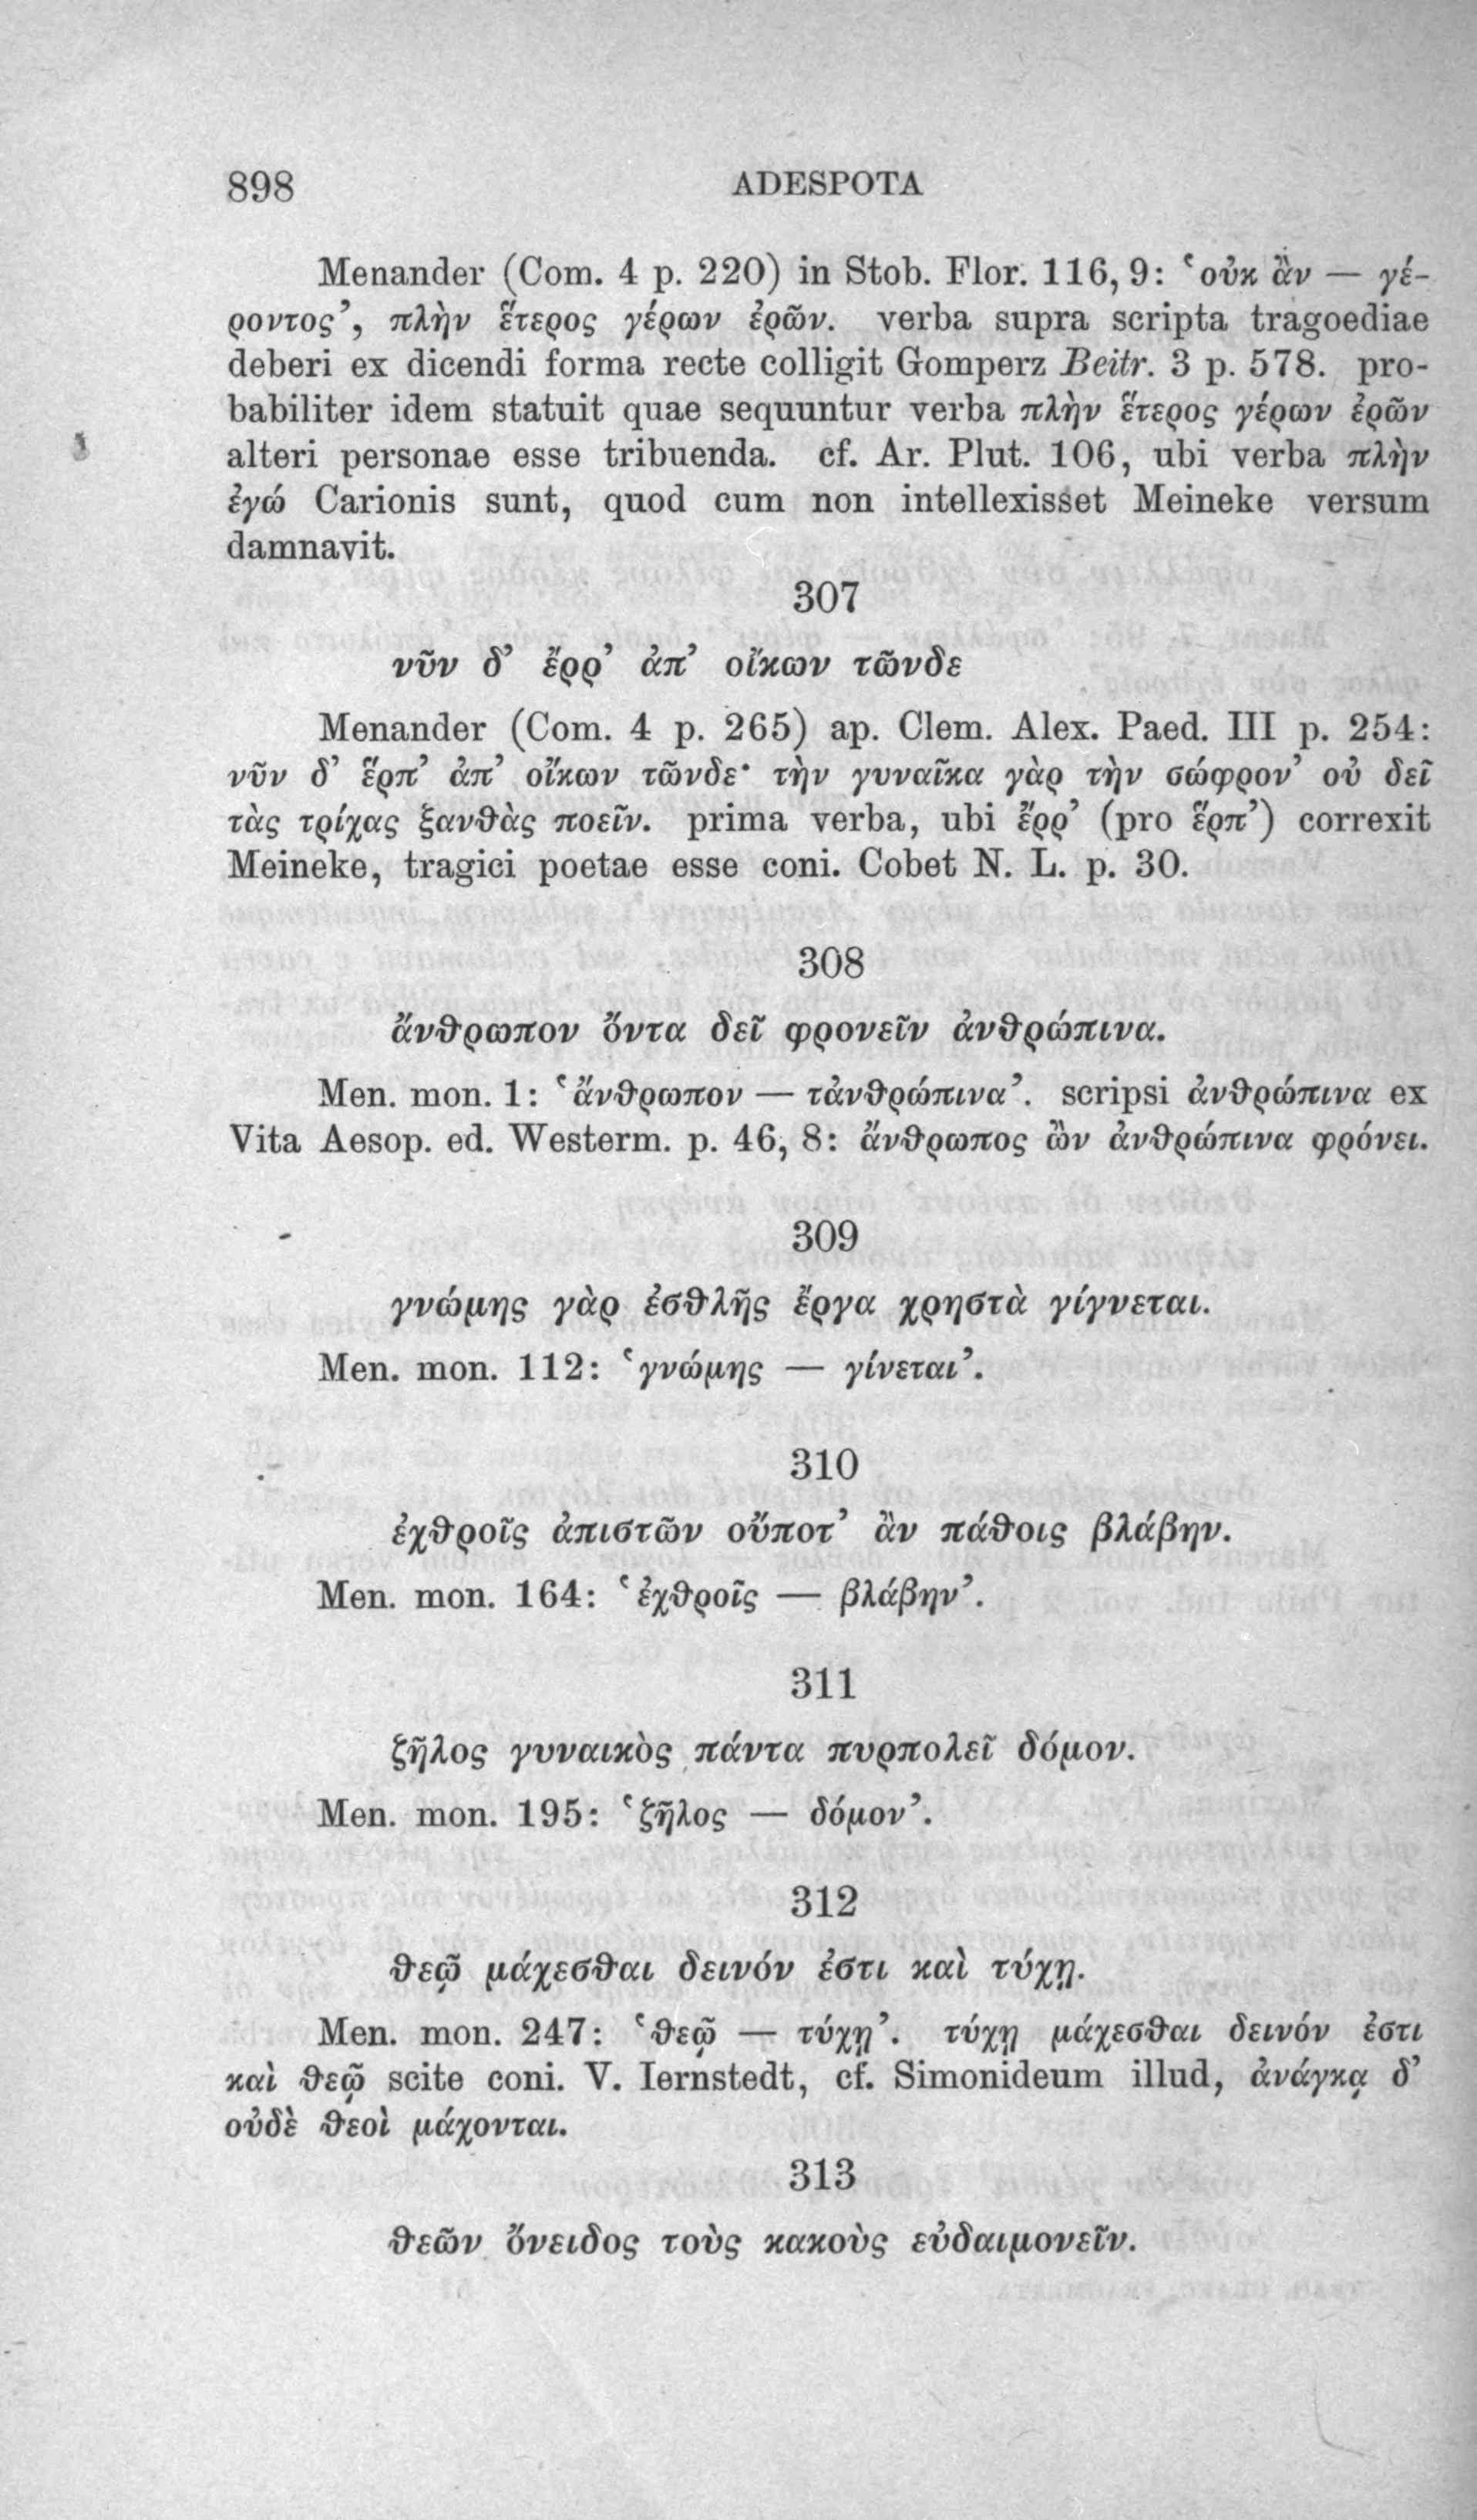 898 ADESPOTA
Menander (Com. 4 p. 220) in Stob. Flor. 116, 9: ‛οὐκ ἂν — γέ-
ροντος’, πλὴν ἕτερος γέρων ἐρῶν. verba supra scripta tragoediae
deberi ex dicendi forma recte colligit Gomperz Beitr. 3 p. 578. pro-
babiliter idem statuit quae sequuntur verba πλὴν ἕτερος γέρων ἐρῶν
alteri personae esse tribuenda. cf. Ar. Plut. 106, ubi verba πλὴν
ἐγώ Carionis sunt, quod cum non intellexisset Meineke versum
damnavit.
307
νῦν δ’ ἔρρ’ ἀπ’ οἴκων τῶνδε
Menander (Com. 4 p. 265) ap. Clem. Alex. Paed. III p. 254:
νῦν δ’ ἕρπ’ ἀπ’ οἴκων τῶνδε· τὴν γυναῖκα γὰρ τὴν σώφρον’ οὐ δεῖ
τὰς τρίχας ξανθὰς ποεῖν. prima verba, ubi ἔρρ’ (pro ἕρπ’) correxit
Meineke, tragici poetae esse coni. Cobet N. L. p. 30.
308
ἄνθρωπον ὄντα δεῖ φρονεῖν ἀνθρώπινα.
Men. mon. 1: ‛ἄνθρωπον — τἀνθρώπινα’. scripsi ἀνθρώπινα ex
Vita Aesop. ed. Westerm. p. 46, 8: ἄνθρωπος ὢν ἀνθρώπινα φρόνει.
309
γνώμης γὰρ ἐσθλῆς ἔργα χρηστὰ γίγνεται.
Men. mon. 112: ‛γνώμης — γίνεται’.
310
ἐχθροῖς ἀπιστῶν οὔποτ’ ἂν πάθοις βλάβην.
Men. mon. 164: ‛ἐχθροῖς — βλάβην’.
311
ζῆλος γυναικὸς πάντα πυρπολεῖ δόμον.
Men. mon. 195: ‛ζῆλος — δόμον’.
312
θεῷ μάχεσθαι δεινόν ἐστι καὶ τύχῃ.
Men. mon. 247: ‛θεῷ — τύχῃ’. τύχῃ μάχεσθαι δεινόν ἐστι
καὶ θεῷ scite coni. V. Iernstedt, cf. Simonideum illud, ἀνάγκᾳ δ’
οὐδὲ θεοὶ μάχονται.
313
θεῶν ὄνειδος τοὺς κακοὺς εὐδαιμονεῖν.